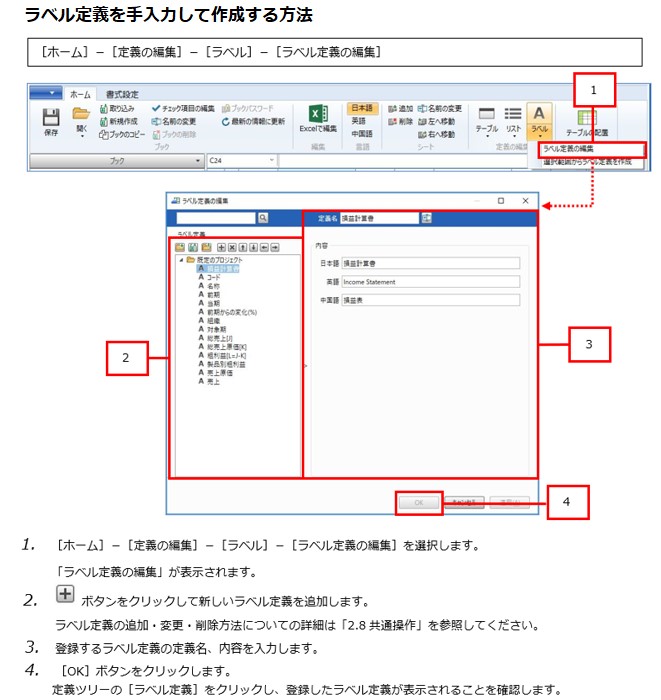 ラベル定義を手入力して作成する方法
［ホーム］－［定義の編集］－［ラベル］－［ラベル定義の編集］
1
ホーム 書式設定
保存 開く
取り込み チェック項目の編集 ブックパスワード
新規作成 名前の変更 最新の情報に更新
ブックのコピー ブックの削除
ブック
Excelで編集
編集
日本語
英語
中国語
言語
追加 名前の変更
削除 左へ移動
右へ移動
シート
テーブル リスト ラベル
定義の編集
テーブルの配置
ラベル定義の編集
選択範囲からラベル定義を作成
ブック C24
ラベル定義の編集
定義名 損益計算書
ラベル定義
既定のプロジェクト
損益計算書
コード
名称
前期
当期
前期からの変化(%)
組織
対象期
総売上[J]
総売上原価[K]
粗利益[L=J-K]
製品別粗利益
売上原価
売上
内容
日本語 損益計算書
英語 Income Statement
中国語 损益表
2
3
OK キャンセル
4
1. ［ホーム］－［定義の編集］－［ラベル］－［ラベル定義の編集］を選択します。
「ラベル定義の編集」が表示されます。
2. ボタンをクリックして新しいラベル定義を追加します。
ラベル定義の追加・変更・削除方法についての詳細は「2.8 共通操作」を参照してください。
3. 登録するラベル定義の定義名、内容を入力します。
4. ［OK］ボタンをクリックします。
定義ツリーの［ラベル定義］をクリックし、登録したラベル定義が表示されることを確認します。